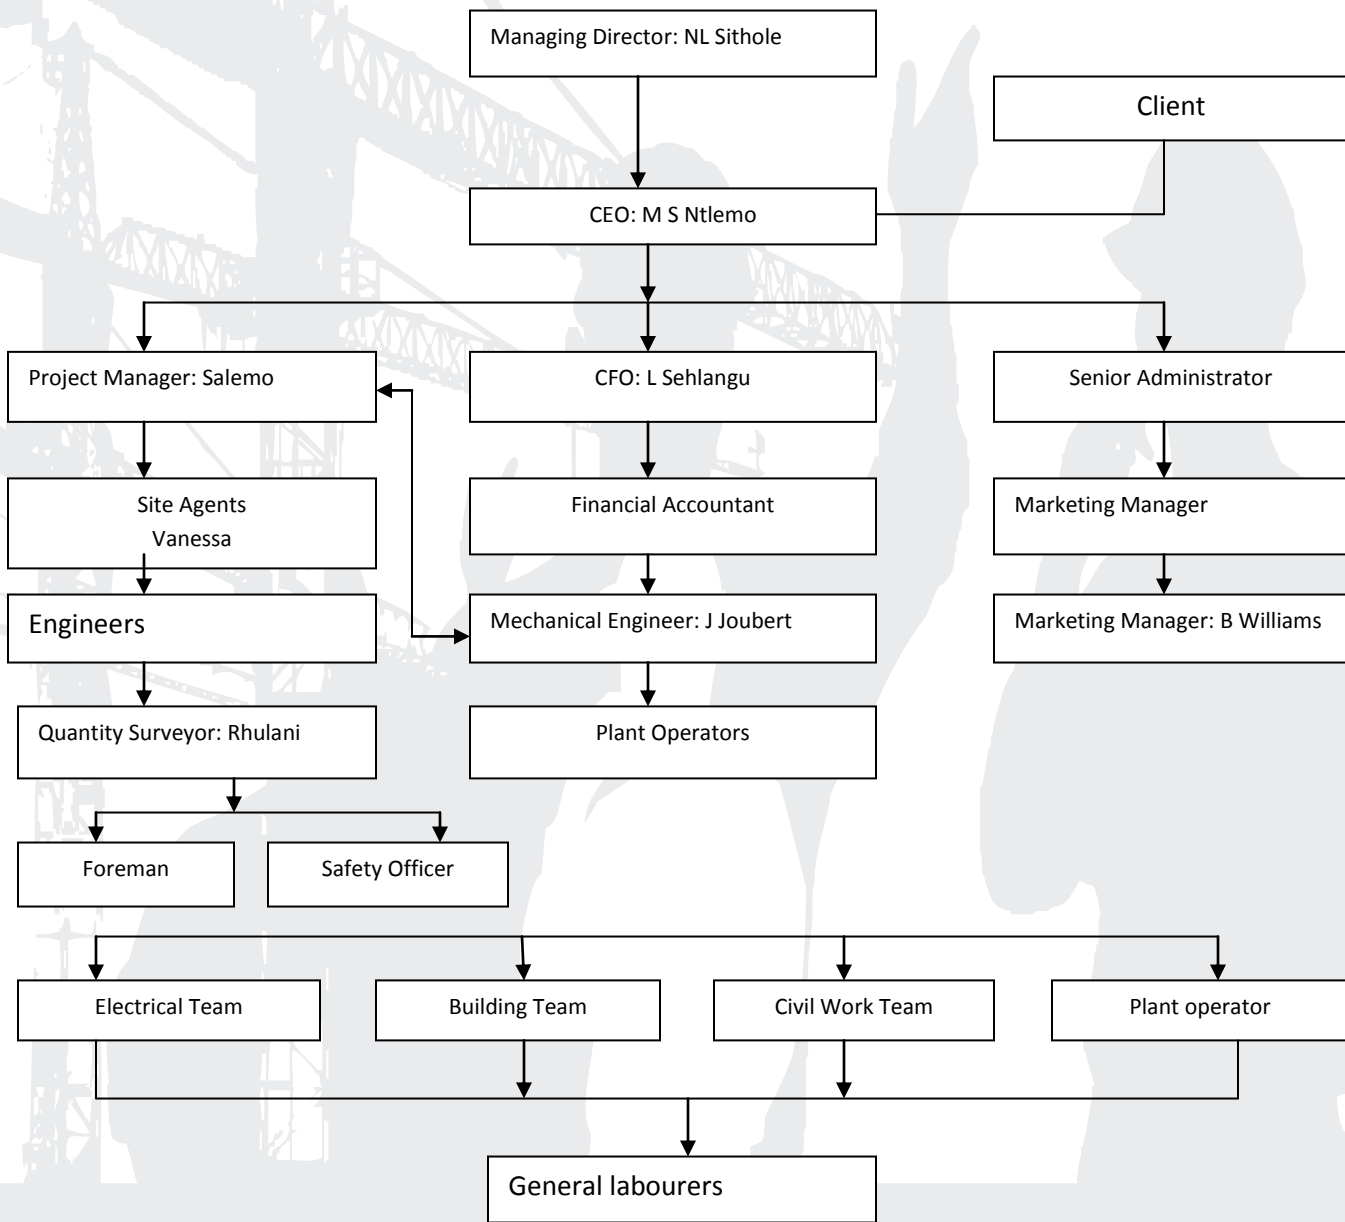 Managing Director: NL Sithole
Client
CEO: M S Ntlemo
Project Manager: Salemo
CFO: L Sehlangu
Senior Administrator
Site Agents
Vanessa
Financial Accountant
Marketing Manager
Engineers
Mechanical Engineer: J Joubert
Marketing Manager: B Williams
Quantity Surveyor: Rhulani
Plant Operators
Foreman
Safety Officer
Electrical Team
Building Team
Civil Work Team
Plant operator
General labourers